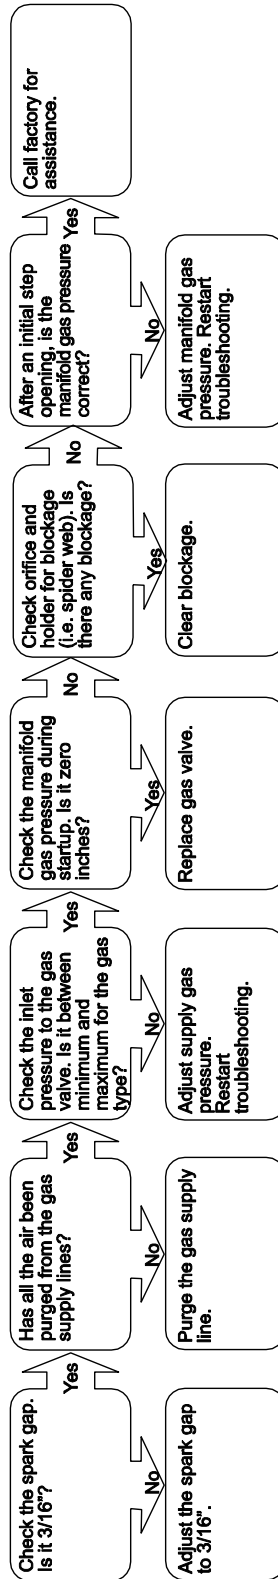 Check the spark gap.
Is it 3/16"?
Yes
No
Adjust the spark gap
to 3/16".
Has all the air been
purged from the gas
supply lines?
Yes
No
Purge the gas supply
line.
Check the inlet
pressure to the gas
valve. Is it between
minimum and
maximum for the gas
type?
Yes
No
Adjust supply gas
pressure.
Restart
troubleshooting.
Check the manifold
gas pressure during
startup. Is it zero
inches?
No
Yes
Replace gas valve.
Check orifice and
holder for blockage
(i.e. spider web). Is
there any blockage?
No
Yes
Clear blockage.
After an initial step
opening, is the
manifold gas pressure
correct?
Yes
No
Adjust manifold gas
pressure. Restart
troubleshooting.
Call factory for
assistance.